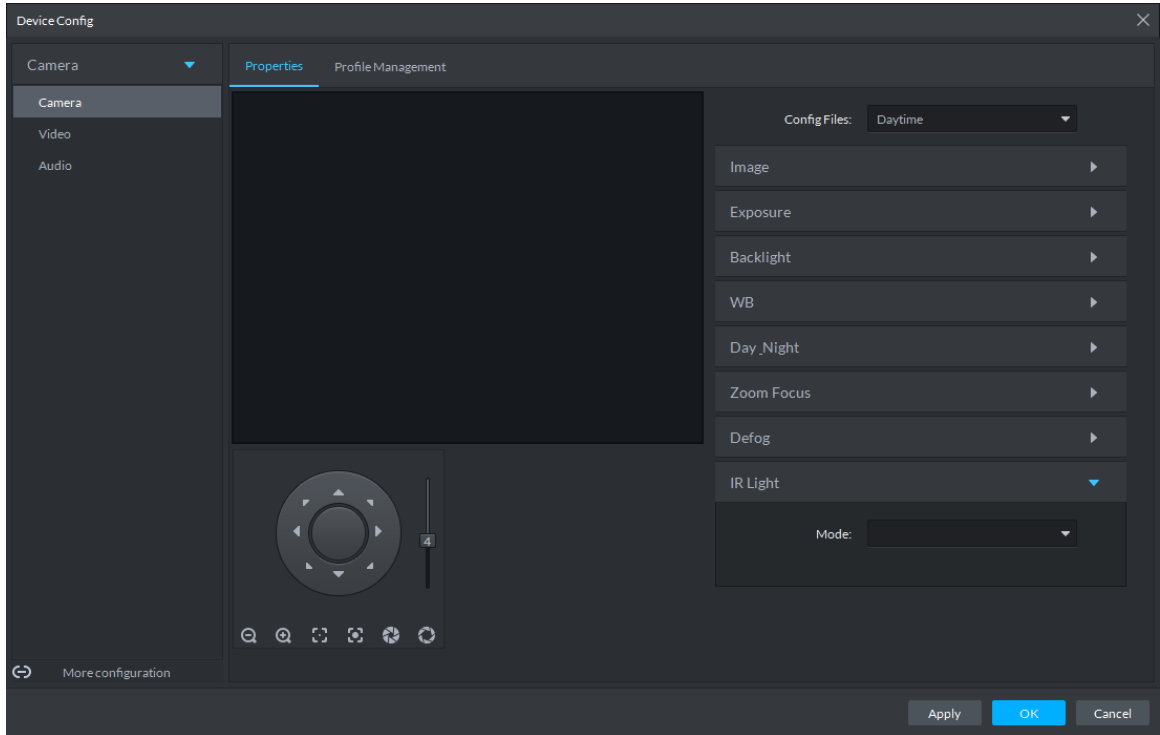 Device Config
Camera
Properties Profile Management
Camera
Video
Audio
Config Files: Daytime
Image
Exposure
Backlight
WB
Day_Night
Zoom Focus
Defog
IR Light
Mode:
4
More configuration
Apply OK Cancel